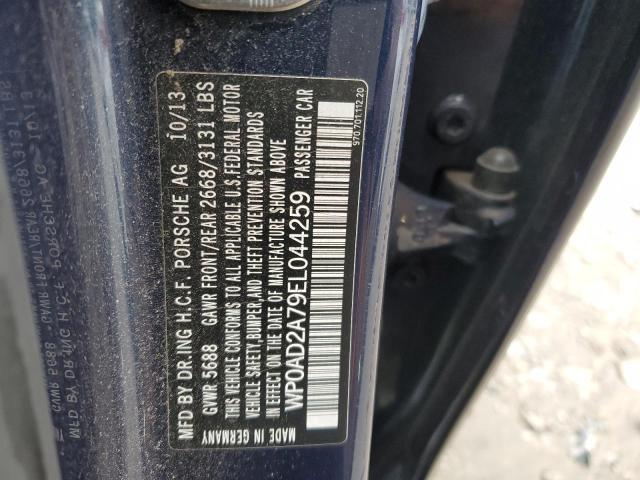 MFD BY DR.ING H.C.F. PORSCHE AG 10/13
GVWR 5688 GAWR FRONT/REAR 2668/3131 LBS
THIS VEHICLE CONFORMS TO ALL APPLICABLE U.S. FEDERAL MOTOR
VEHICLE SAFETY, BUMPER, AND THEFT PREVENTION STANDARDS
IN EFFECT ON THE DATE OF MANUFACTURE SHOWN ABOVE
WP0AD2A79EL044259 PASSENGER CAR
MADE IN GERMANY
970.701.112.20